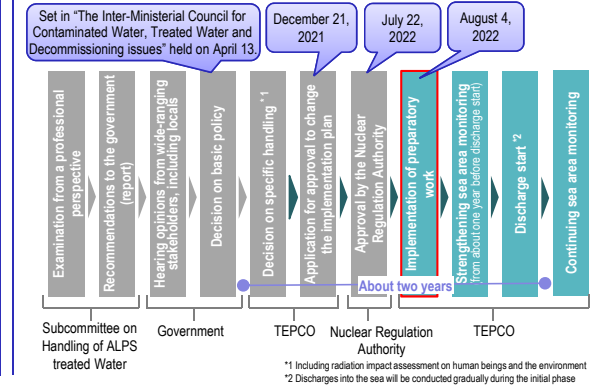 Set in “The Inter-Ministerial Council for
Contaminated Water, Treated Water and
Decommissioning issues” held on April 13.
December 21,
2021
July 22,
2022
August 4,
2022
Examination from a professional
perspective
Recommendations to the government
(report)
Hearing opinions from wide-ranging
stakeholders, including locals
Decision on basic policy
Decision on specific handling *1
Application for approval to change
the implementation plan
Approval by the Nuclear
Regulation Authority
Implementation of preparatory
work
Strengthening sea area monitoring
(from about one year before discharge start)
Discharge start *2
Continuing sea area monitoring
About two years
Subcommittee on
Handling of ALPS
treated Water
Government
TEPCO
Nuclear Regulation
Authority
TEPCO
*1 Including radiation impact assessment on human beings and the environment
*2 Discharges into the sea will be conducted gradually during the initial phase